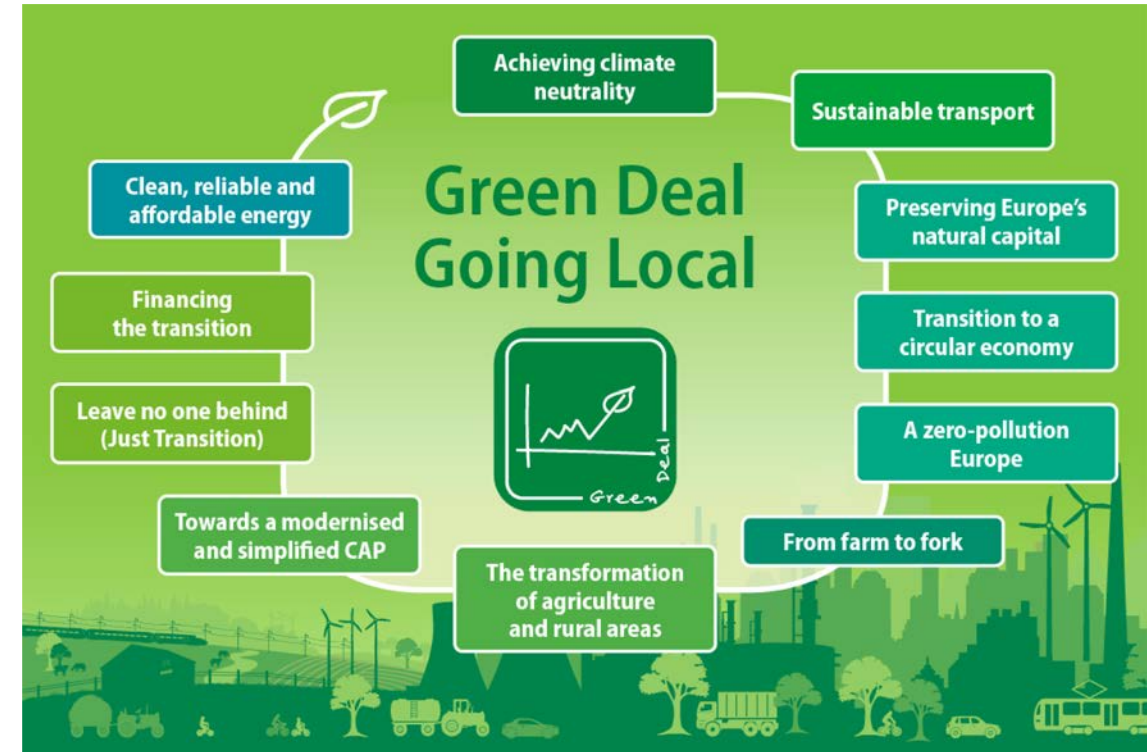 Achieving climate
neutrality
Sustainable transport
Preserving Europe's
natural capital
Transition to a
circular economy
A zero-pollution
Europe
From farm to fork
The transformation
of agriculture
and rural areas
Towards a modernised
and simplified CAP
Leave no one behind
(Just Transition)
Financing
the transition
Clean, reliable and
affordable energy
Green Deal
Going Local
Green
Deal